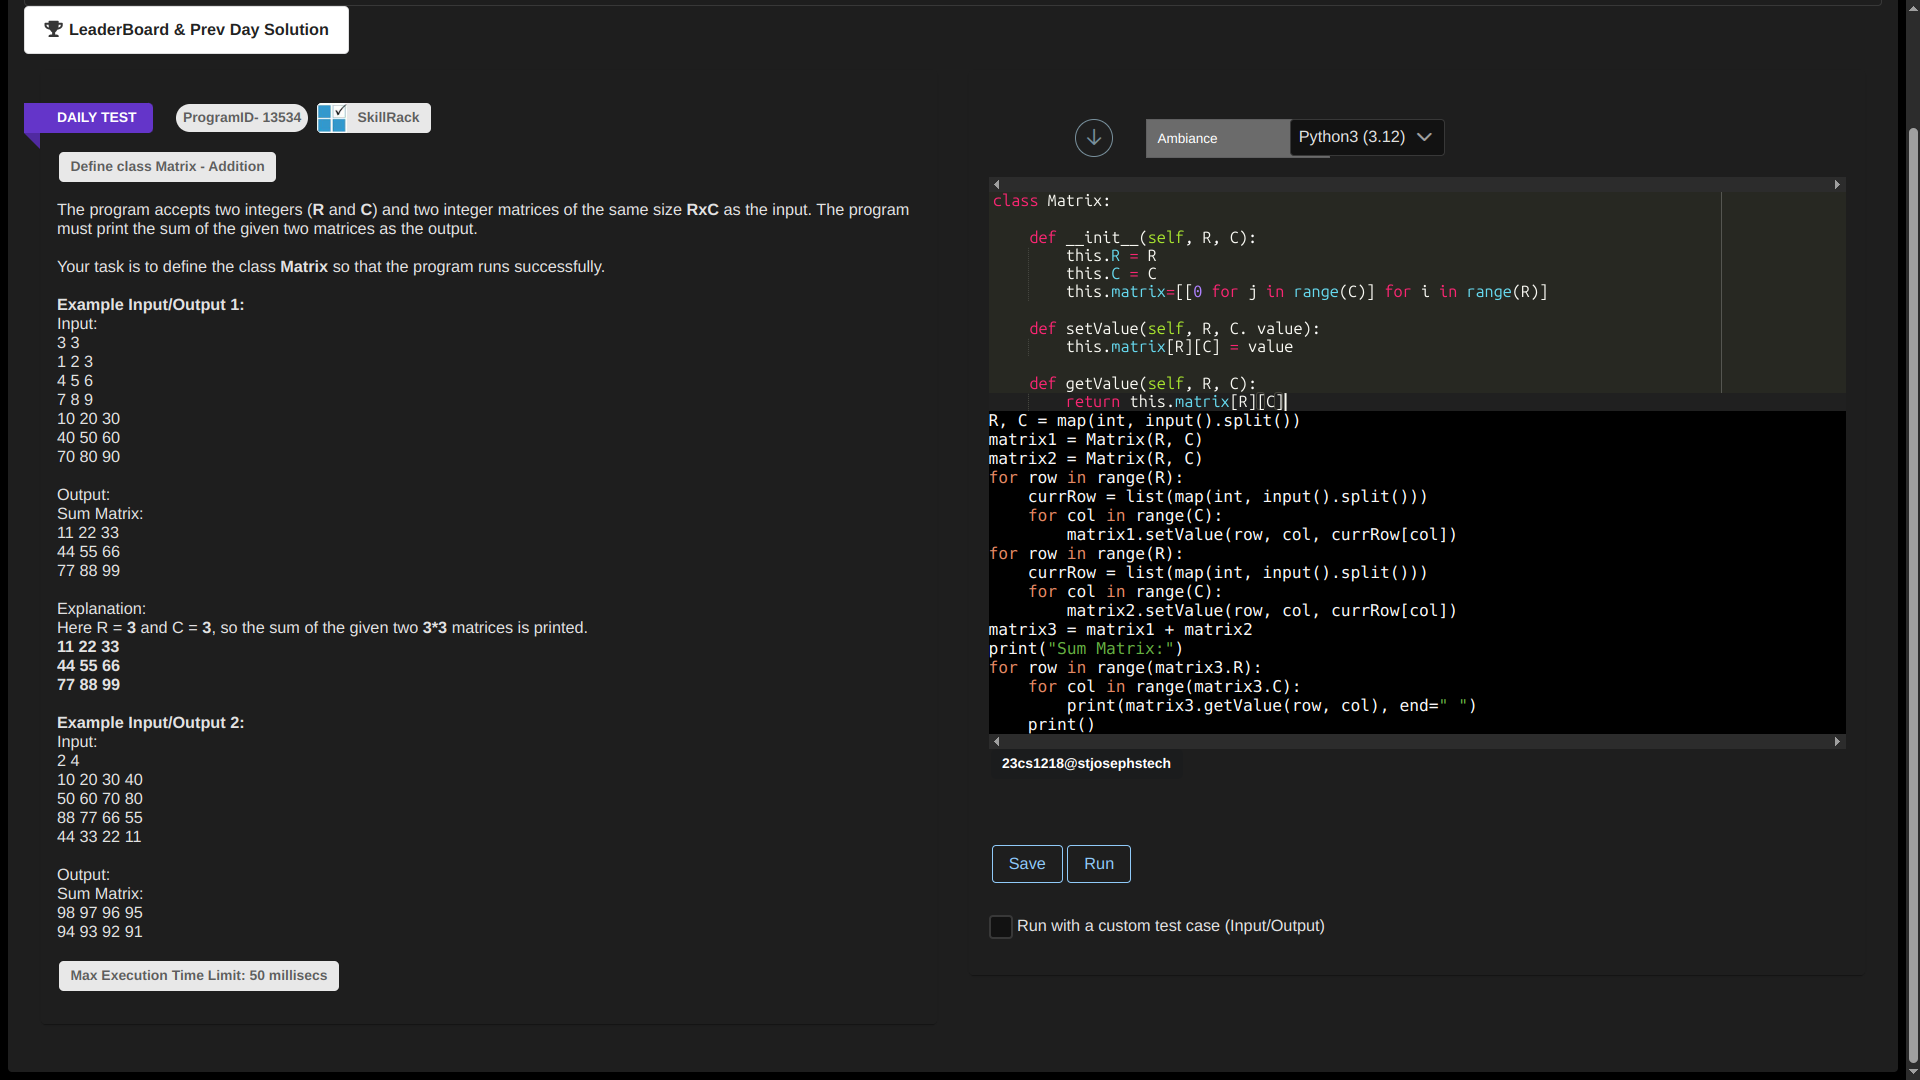 LeaderBoard & Prev Day Solution
DAILY TEST
ProgramID- 13534
SkillRack
Define class Matrix - Addition
The program accepts two integers (R and C) and two integer matrices of the same size RxC as the input. The program
must print the sum of the given two matrices as the output.
Your task is to define the class Matrix so that the program runs successfully.
Example Input/Output 1:
Input:
3 3
1 2 3
4 5 6
7 8 9
10 20 30
40 50 60
70 80 90
Output:
Sum Matrix:
11 22 33
44 55 66
77 88 99
Explanation:
Here R = 3 and C = 3, so the sum of the given two 3*3 matrices is printed.
11 22 33
44 55 66
77 88 99
Example Input/Output 2:
Input:
2 4
10 20 30 40
50 60 70 80
88 77 66 55
44 33 22 11
Output:
Sum Matrix:
98 97 96 95
94 93 92 91
Max Execution Time Limit: 50 millisecs
Ambiance
Python3 (3.12)
class Matrix:
    def __init__(self, R, C):
        this.R = R
        this.C = C
        this.matrix=[[0 for j in range(C)] for i in range(R)]
    def setValue(self, R, C. value):
        this.matrix[R][C] = value
    def getValue(self, R, C):
        return this.matrix[R][C]
R, C = map(int, input().split())
matrix1 = Matrix(R, C)
matrix2 = Matrix(R, C)
for row in range(R):
    currRow = list(map(int, input().split()))
    for col in range(C):
        matrix1.setValue(row, col, currRow[col])
for row in range(R):
    currRow = list(map(int, input().split()))
    for col in range(C):
        matrix2.setValue(row, col, currRow[col])
matrix3 = matrix1 + matrix2
print("Sum Matrix:")
for row in range(matrix3.R):
    for col in range(matrix3.C):
        print(matrix3.getValue(row, col), end=" ")
    print()
23cs1218@stjosephstech
Save
Run
Run with a custom test case (Input/Output)